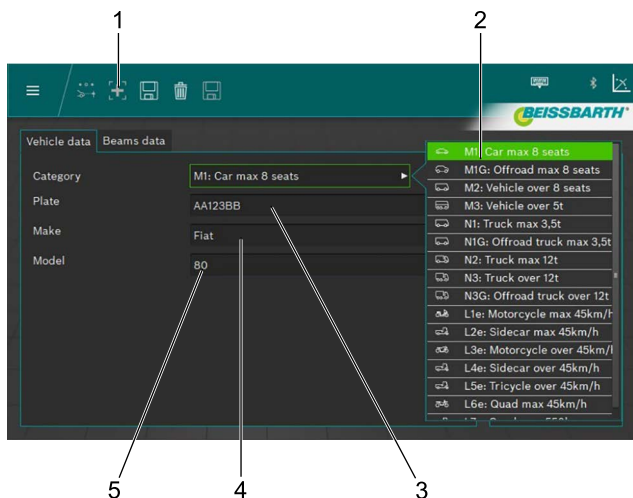 1
2
BEISSBARTH
Vehicle data
Beams data
Category
M1: Car max 8 seats
Plate
AA123BB
Make
Fiat
Model
80
M1: Car max 8 seats
M1G: Offroad max 8 seats
M2: Vehicle over 8 seats
M3: Vehicle over 5t
N1: Truck max 3,5t
N1G: Offroad truck max 3,5t
N2: Truck max 12t
N3: Truck over 12t
N3G: Offroad truck over 12t
L1e: Motorcycle max 45km/h
L2e: Sidecar max 45km/h
L3e: Motorcycle over 45km/
L4e: Sidecar over 45km/h
L5e: Tricycle over 45km/h
L6e: Quad max 45km/h
5
4
3